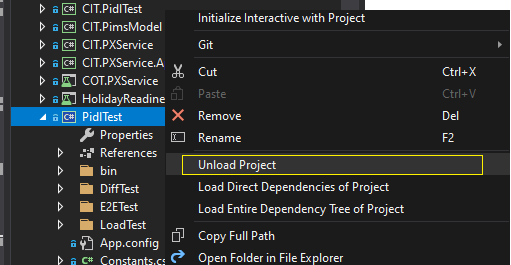 CIT.PidlTest
CIT.PimsModel
CIT.PXService
CIT.PXService.A
COT.PXService
HolidayReadine
PidlTest
Properties
References
bin
DiffTest
E2ETest
LoadTest
App.config
Constants.cs
Initialize Interactive with Project
Git
Cut Ctrl+X
Paste Ctrl+V
Remove Del
Rename F2
Unload Project
Load Direct Dependencies of Project
Load Entire Dependency Tree of Project
Copy Full Path
Open Folder in File Explorer